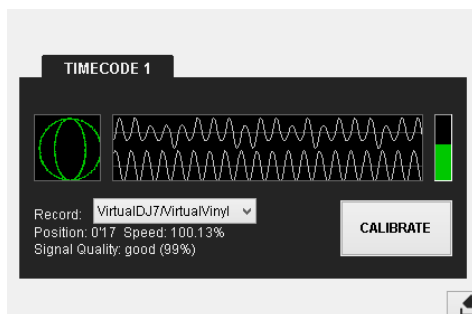 TIMECODE 1
Record: VirtualDJ7/VirtualVinyl
Position: 0'17 Speed: 100.13%
Signal Quality: good (99%)
CALIBRATE